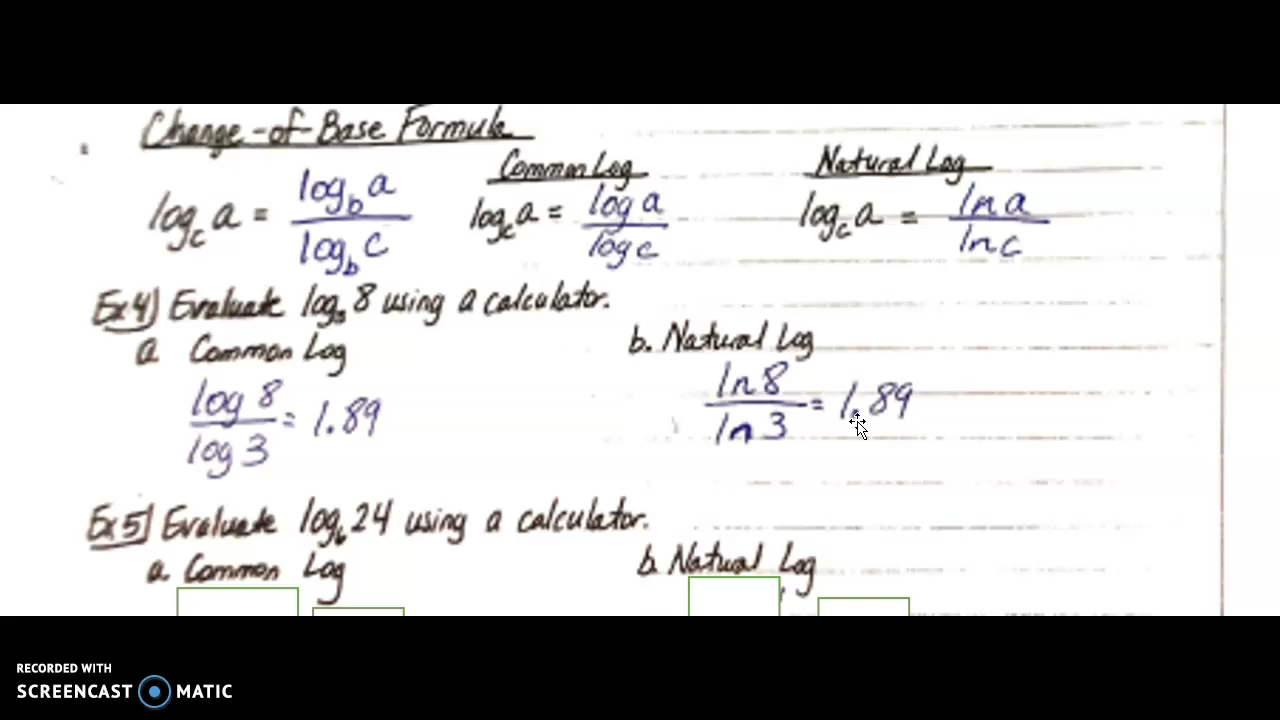 Change-of-Base Formula
Common Log
Natural Log
log_c a = log_b a / log_b c
log_c a = log a / log c
log_c a = ln a / ln c
Ex 4) Evaluate log_3 8 using a calculator.
a Common Log
b. Natural Log
log 8 / log 3 = 1.89
ln 8 / ln 3 = 1.89
Ex 5) Evaluate log_6 24 using a calculator.
a. Common Log
b. Natural Log
RECORDED WITH
SCREENCAST MATIC